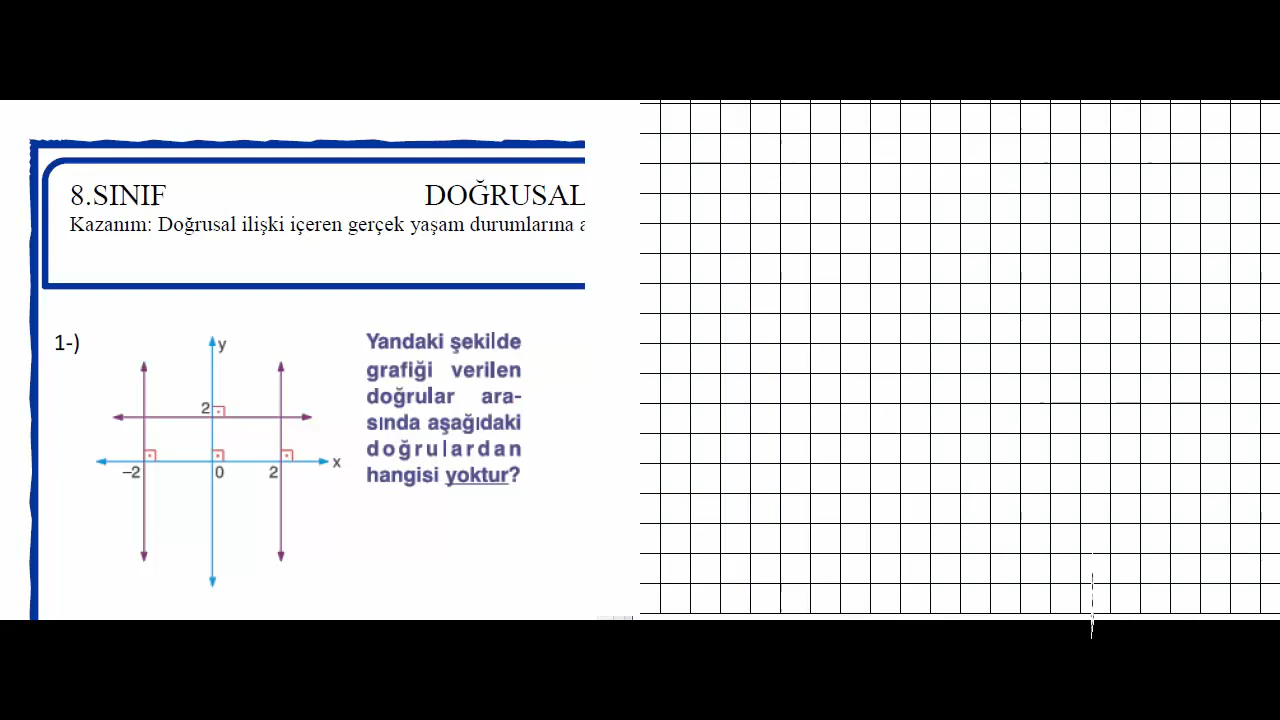 8.SINIF DOĞRUSAL
Kazanım: Doğrusal ilişki içeren gerçek yaşam durumlarına a
1-)
y
2
-2
0
2
x
Yandaki şekilde
grafiği verilen
doğrular ara-
sında aşağıdaki
doğrulardan
hangisi yoktur?